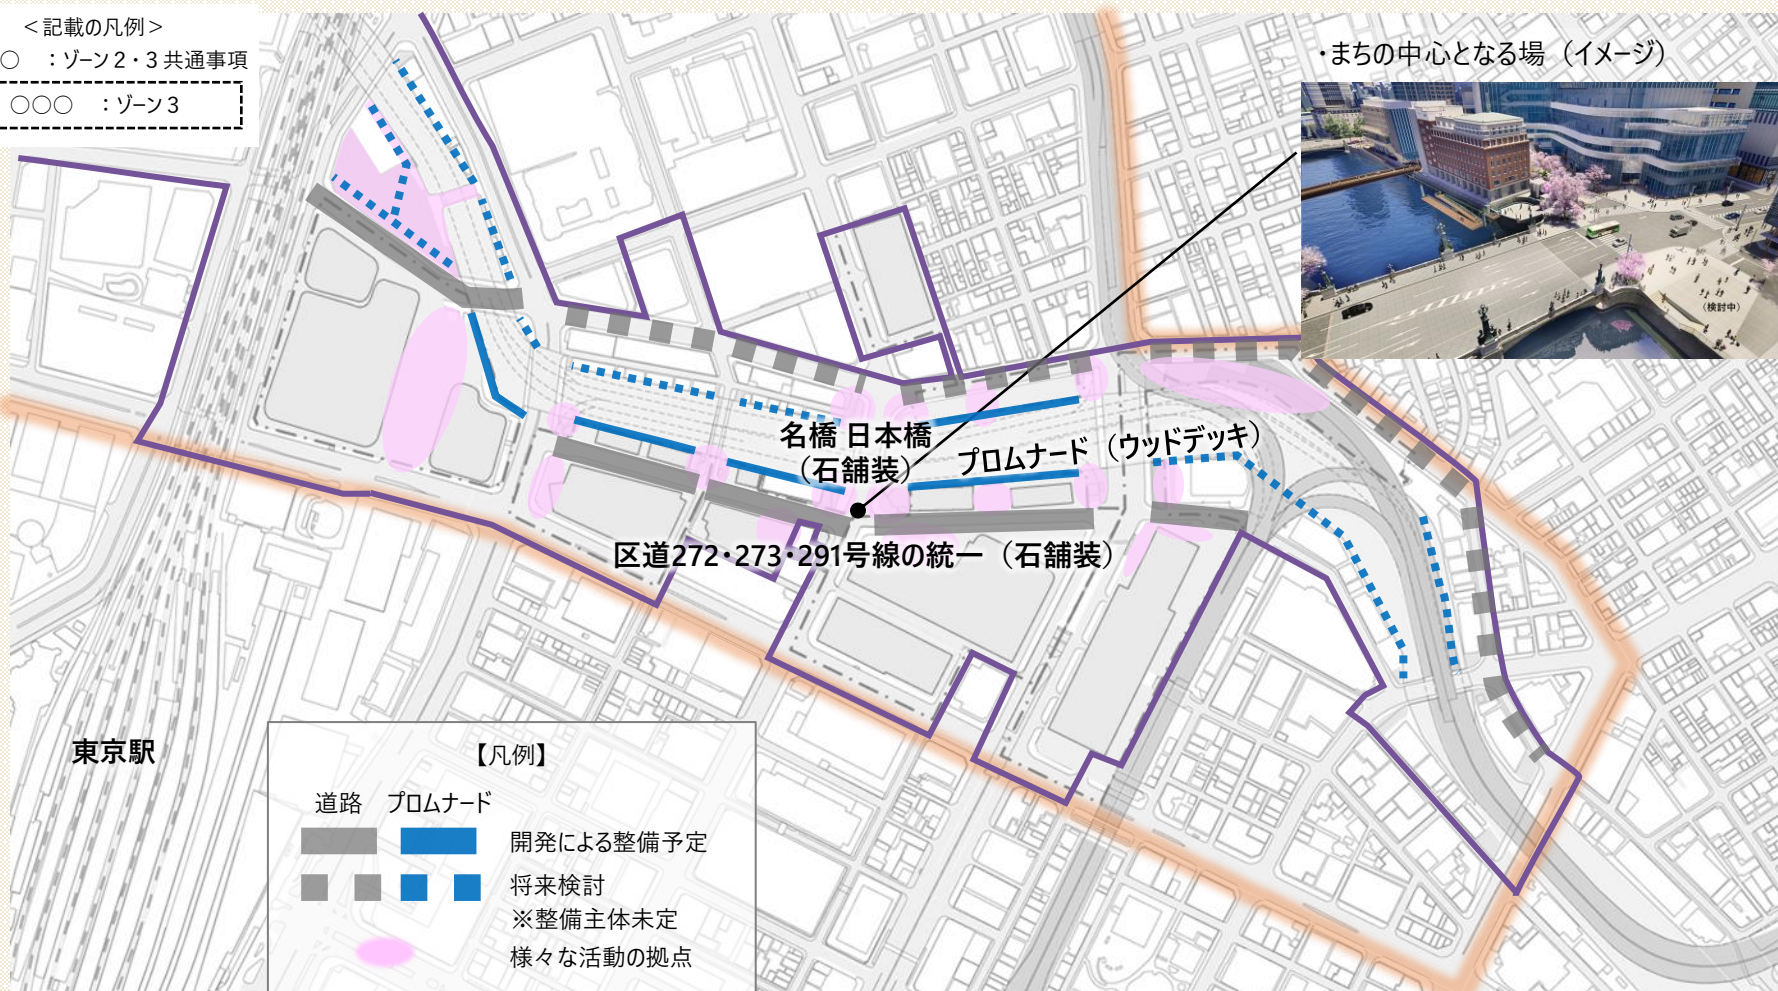 ＜記載の凡例＞
○ ：ゾーン２・３共通事項
○○○ ：ゾーン３
・まちの中心となる場（イメージ）
（検討中）
名橋 日本橋
（石舗装）
プロムナード（ウッドデッキ）
区道272・273・291号線の統一（石舗装）
東京駅
【凡例】
道路 プロムナード
開発による整備予定
将来検討
※整備主体未定
様々な活動の拠点